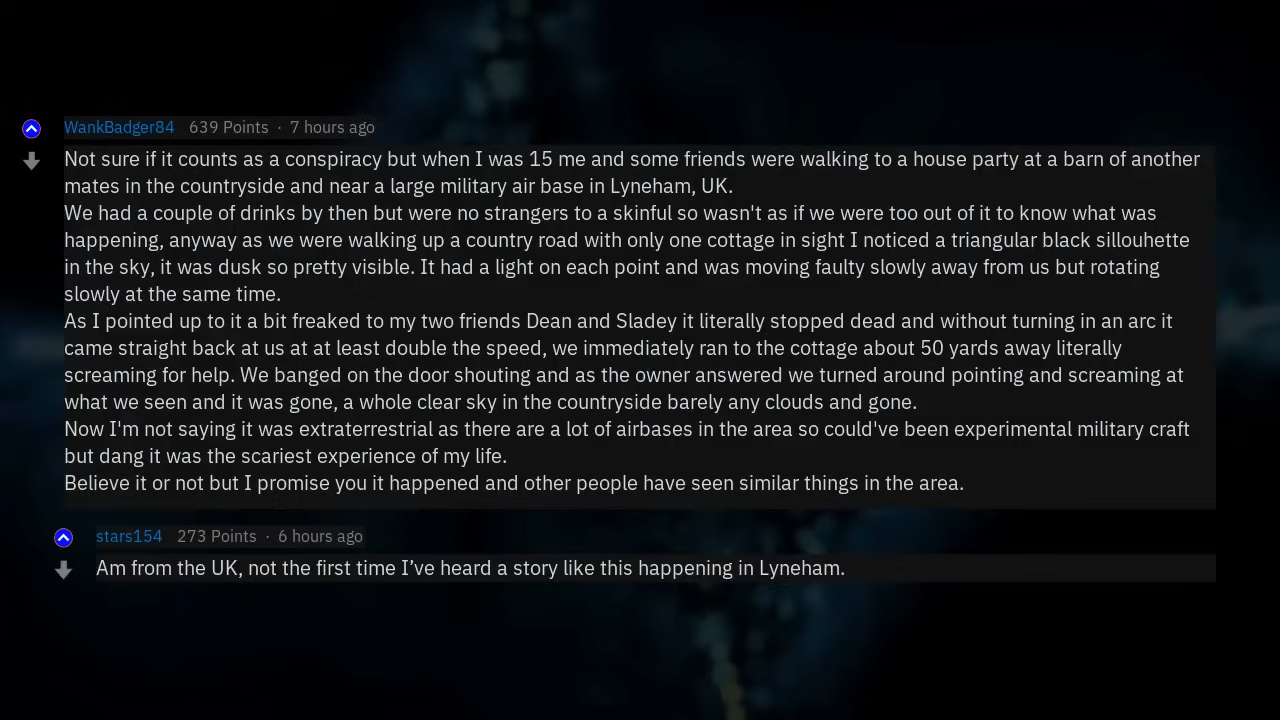 WankBadger84 639 Points · 7 hours ago
Not sure if it counts as a conspiracy but when I was 15 me and some friends were walking to a house party at a barn of another
mates in the countryside and near a large military air base in Lyneham, UK.
We had a couple of drinks by then but were no strangers to a skinful so wasn't as if we were too out of it to know what was
happening, anyway as we were walking up a country road with only one cottage in sight I noticed a triangular black sillouhette
in the sky, it was dusk so pretty visible. It had a light on each point and was moving faulty slowly away from us but rotating
slowly at the same time.
As I pointed up to it a bit freaked to my two friends Dean and Sladey it literally stopped dead and without turning in an arc it
came straight back at us at at least double the speed, we immediately ran to the cottage about 50 yards away literally
screaming for help. We banged on the door shouting and as the owner answered we turned around pointing and screaming at
what we seen and it was gone, a whole clear sky in the countryside barely any clouds and gone.
Now I'm not saying it was extraterrestrial as there are a lot of airbases in the area so could've been experimental military craft
but dang it was the scariest experience of my life.
Believe it or not but I promise you it happened and other people have seen similar things in the area.
stars154 273 Points · 6 hours ago
Am from the UK, not the first time I’ve heard a story like this happening in Lyneham.